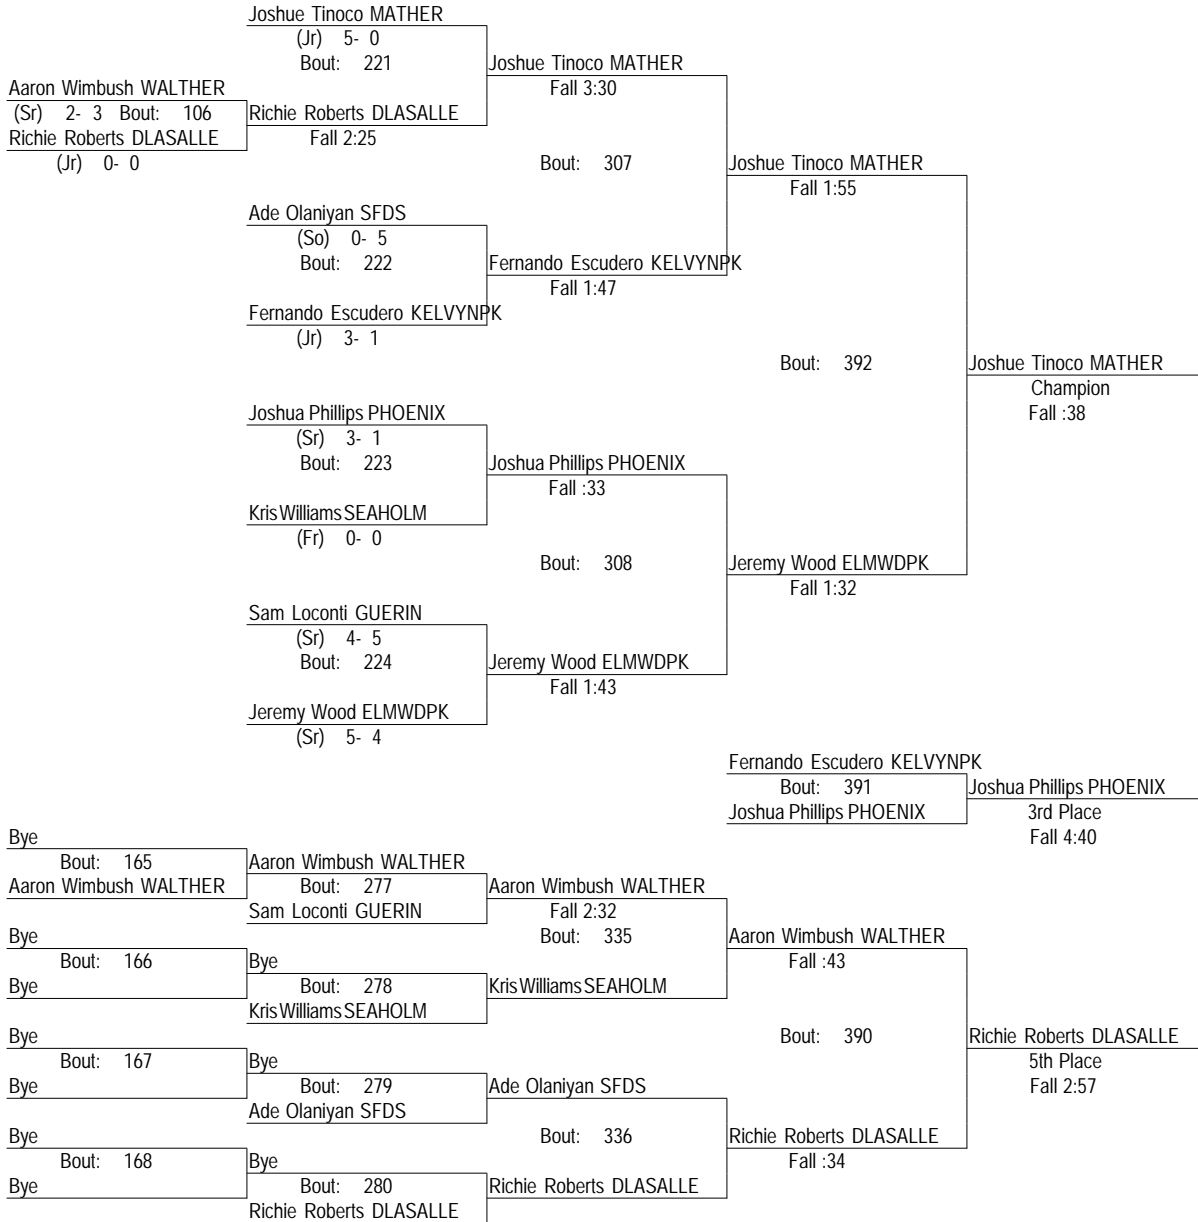 Joshue Tinoco MATHER
(Jr) 5- 0
Bout: 221
Joshue Tinoco MATHER
Fall 3:30
Aaron Wimbush WALTHER
(Sr) 2- 3 Bout: 106
Richie Roberts DLASALLE
Richie Roberts DLASALLE
Fall 2:25
(Jr) 0- 0
Bout: 307
Joshue Tinoco MATHER
Fall 1:55
Ade Olaniyan SFDS
(So) 0- 5
Bout: 222
Fernando Escudero KELVYNPK
Fall 1:47
Fernando Escudero KELVYNPK
(Jr) 3- 1
Bout: 392
Joshue Tinoco MATHER
Champion
Fall :38
Joshua Phillips PHOENIX
(Sr) 3- 1
Bout: 223
Joshua Phillips PHOENIX
Fall :33
Kris Williams SEAHOLM
(Fr) 0- 0
Bout: 308
Jeremy Wood ELMWDPK
Fall 1:32
Sam Loconti GUERIN
(Sr) 4- 5
Bout: 224
Jeremy Wood ELMWDPK
Fall 1:43
Jeremy Wood ELMWDPK
(Sr) 5- 4
Fernando Escudero KELVYNPK
Bout: 391
Joshua Phillips PHOENIX
Joshua Phillips PHOENIX
3rd Place
Fall 4:40
Bye
Bout: 165
Aaron Wimbush WALTHER
Aaron Wimbush WALTHER
Bout: 277
Sam Loconti GUERIN
Aaron Wimbush WALTHER
Fall 2:32
Bout: 335
Aaron Wimbush WALTHER
Fall :43
Bye
Bout: 166
Bye
Bye
Bout: 278
Kris Williams SEAHOLM
Kris Williams SEAHOLM
Bout: 390
Richie Roberts DLASALLE
5th Place
Fall 2:57
Bye
Bout: 167
Bye
Bye
Bout: 279
Ade Olaniyan SFDS
Ade Olaniyan SFDS
Bout: 336
Richie Roberts DLASALLE
Fall :34
Bye
Bout: 168
Bye
Bye
Bout: 280
Richie Roberts DLASALLE
Richie Roberts DLASALLE